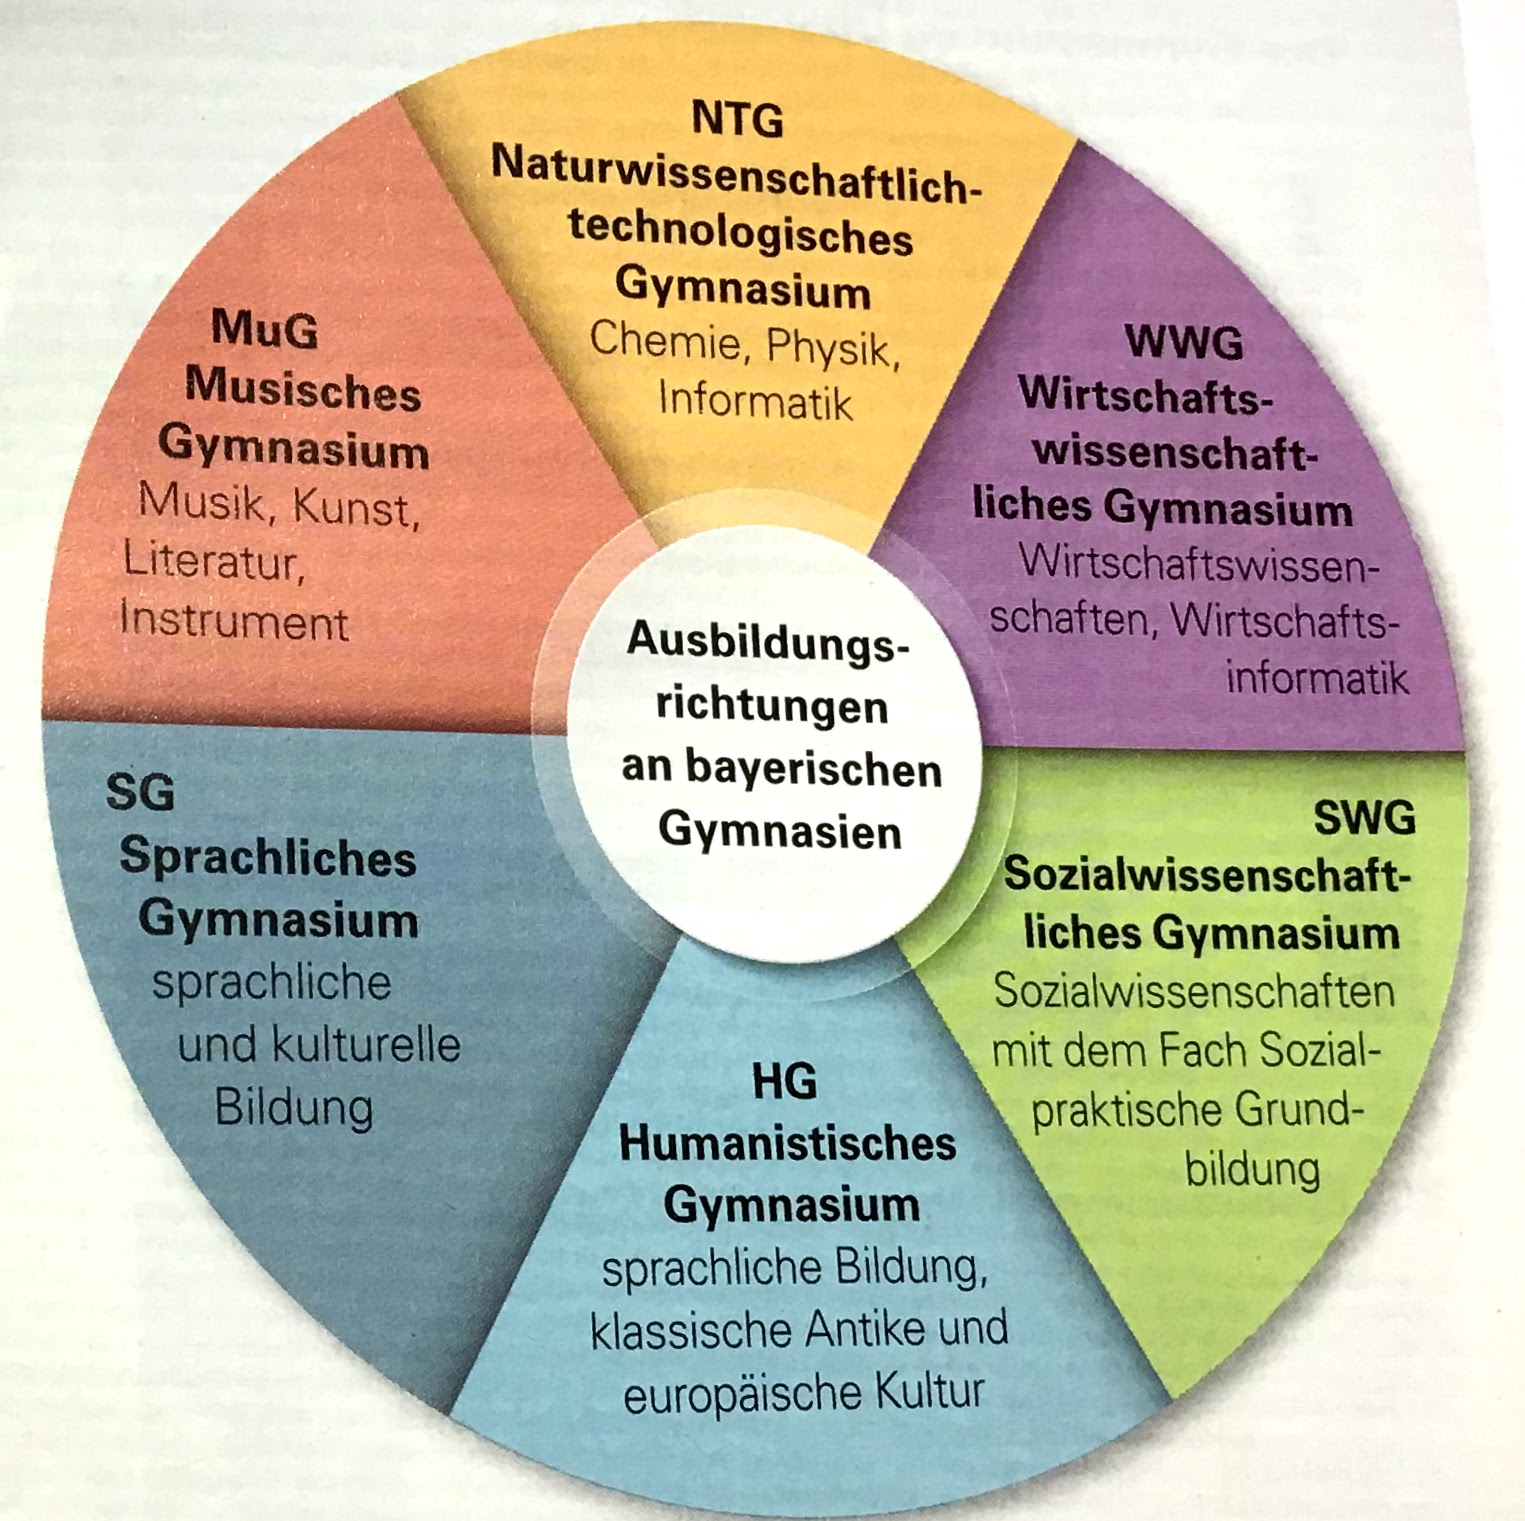 NTG
Naturwissenschaftlich-
technologisches
Gymnasium
Chemie, Physik,
Informatik
WWG
Wirtschafts-
wissenschaft-
liches Gymnasium
Wirtschaftswissen-
schaften, Wirtschafts-
informatik
SWG
Sozialwissenschaft-
liches Gymnasium
Sozialwissenschaften
mit dem Fach Sozial-
praktische Grund-
bildung
HG
Humanistisches
Gymnasium
sprachliche Bildung,
klassische Antike und
europäische Kultur
SG
Sprachliches
Gymnasium
sprachliche
und kulturelle
Bildung
MuG
Musisches
Gymnasium
Musik, Kunst,
Literatur,
Instrument
Ausbildungs-
richtungen
an bayerischen
Gymnasien